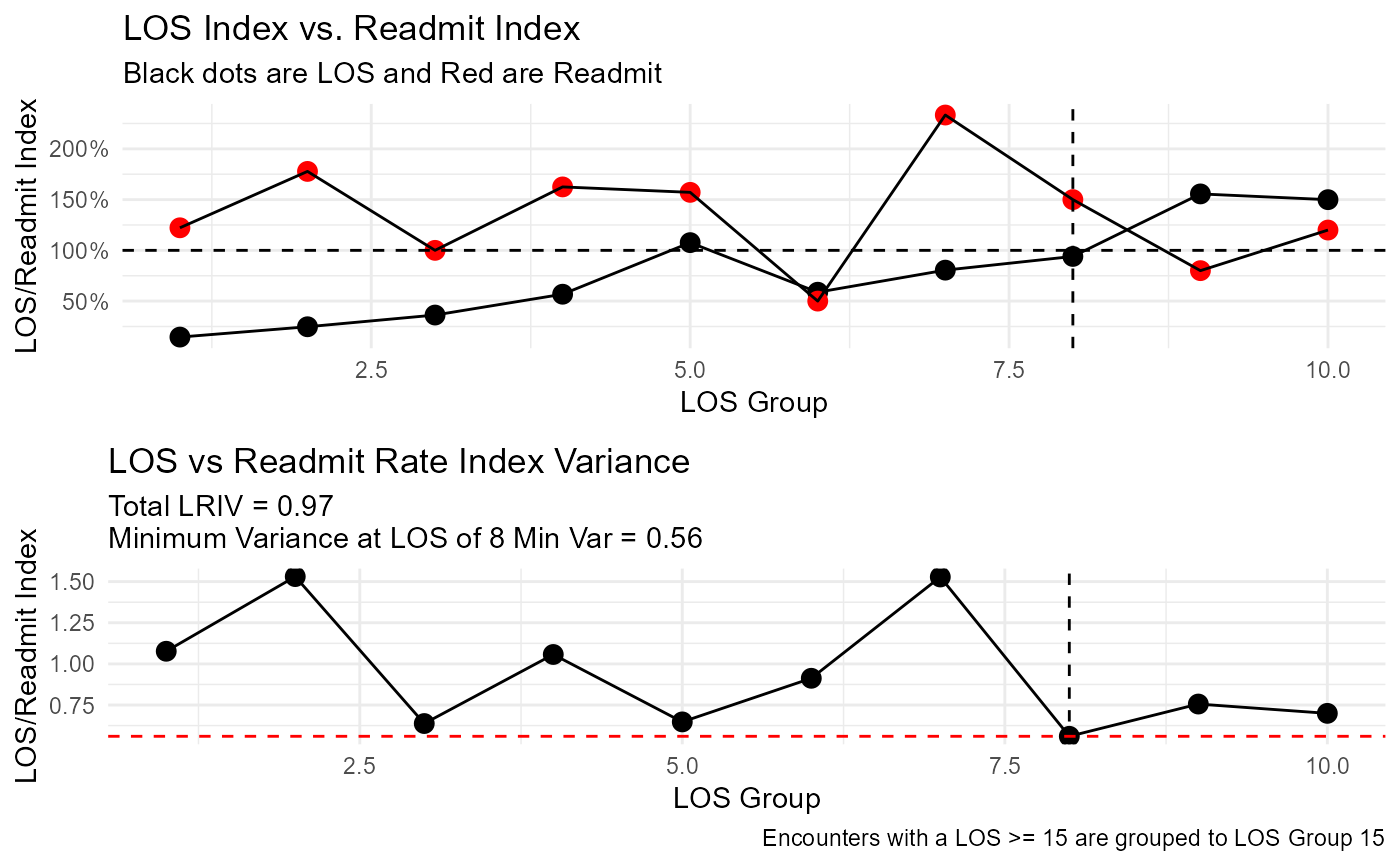 LOS Index vs. Readmit Index
Black dots are LOS and Red are Readmit
LOS/Readmit Index
200%
150%
100%
50%
2.5 5.0 7.5 10.0
LOS Group
LOS vs Readmit Rate Index Variance
Total LRIV = 0.97
Minimum Variance at LOS of 8 Min Var = 0.56
LOS/Readmit Index
1.50
1.25
1.00
0.75
2.5 5.0 7.5 10.0
LOS Group
Encounters with a LOS >= 15 are grouped to LOS Group 15